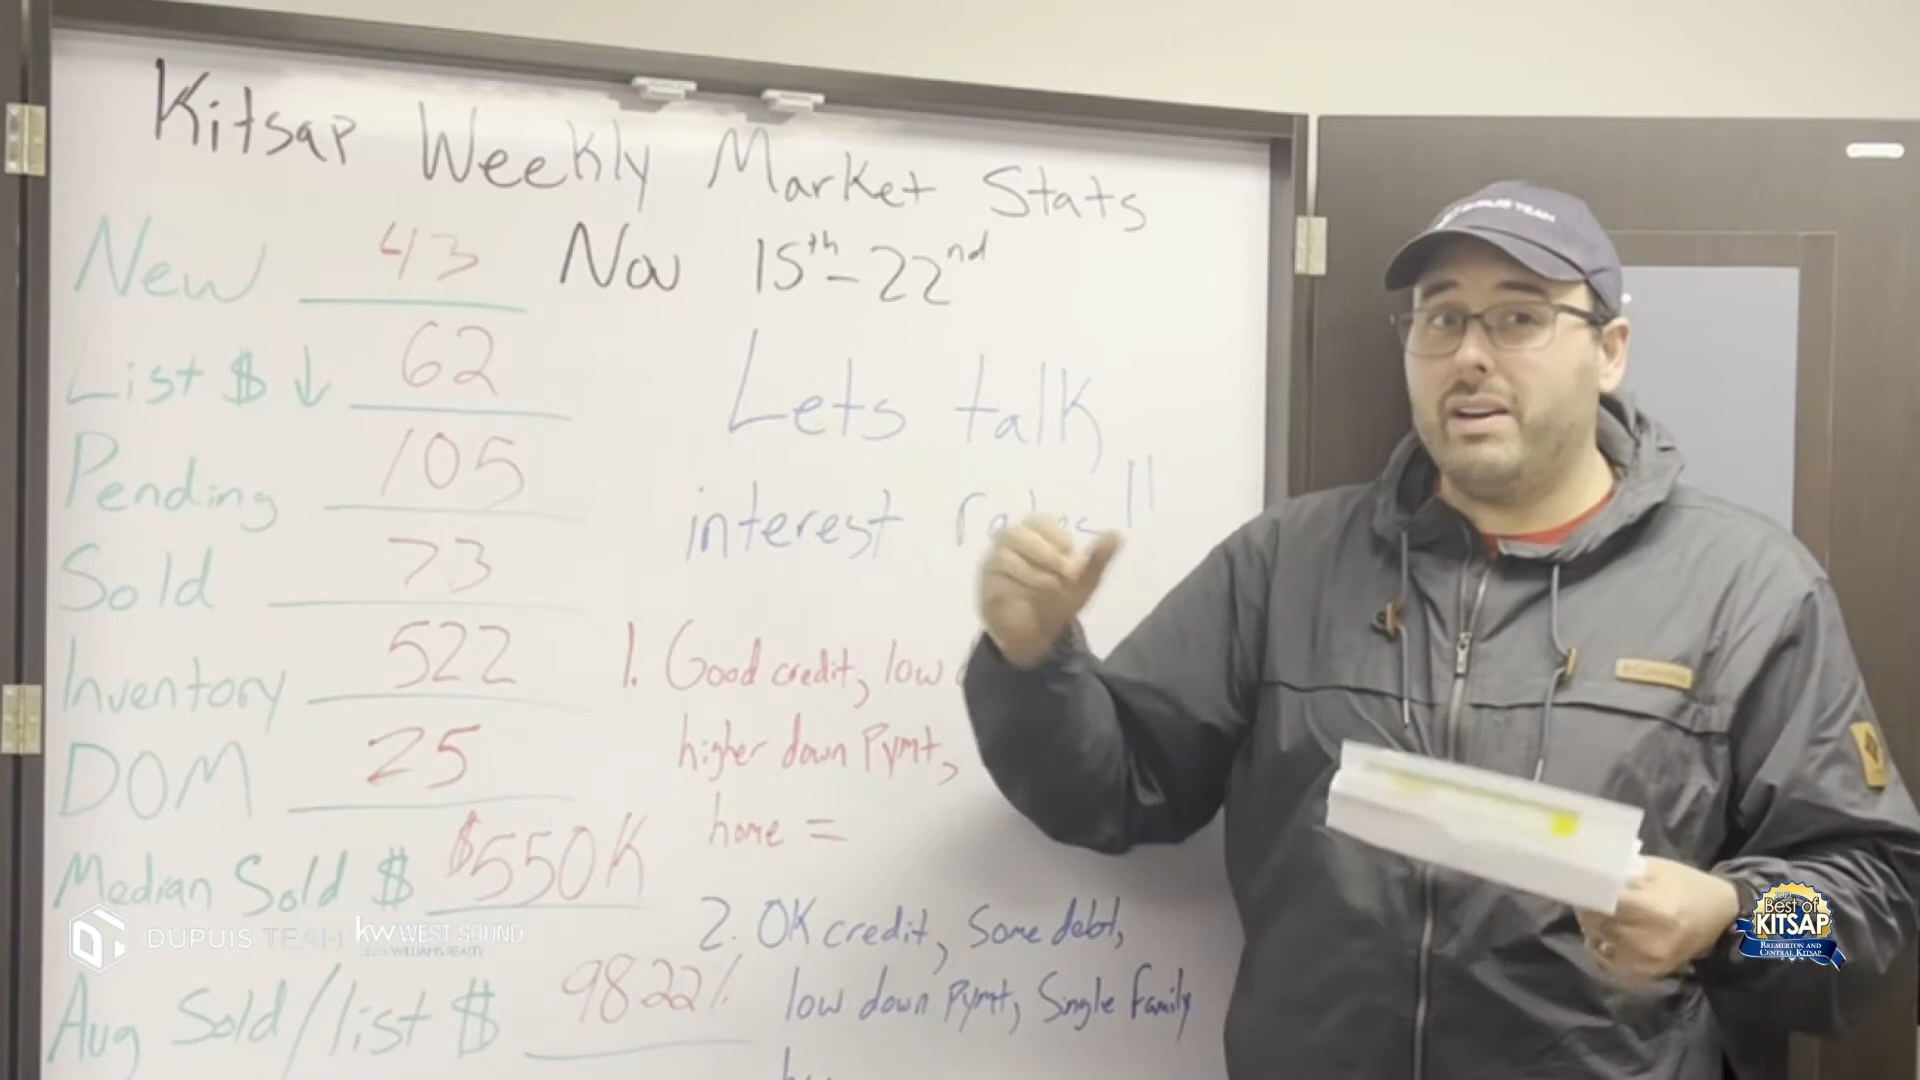 Kitsap Weekly Market Stats
Nov 15th-22nd
New 43
List $ ↓ 62
Pending 105
Sold 73
Inventory 522
DOM 25
Median Sold $ $550K
Avg Sold/list $ 98.22%
Lets talk
interest rates!!
1. Good credit, low
higher down Pymt,
home =
2. OK credit, Some debt,
low down Pymt, Single Family
DUPUIS TEAM
kw WEST SOUND
KELLER WILLIAMS REALTY
DUPUIS TEAM
Best of
KITSAP
BREMERTON AND
CENTRAL KITSAP